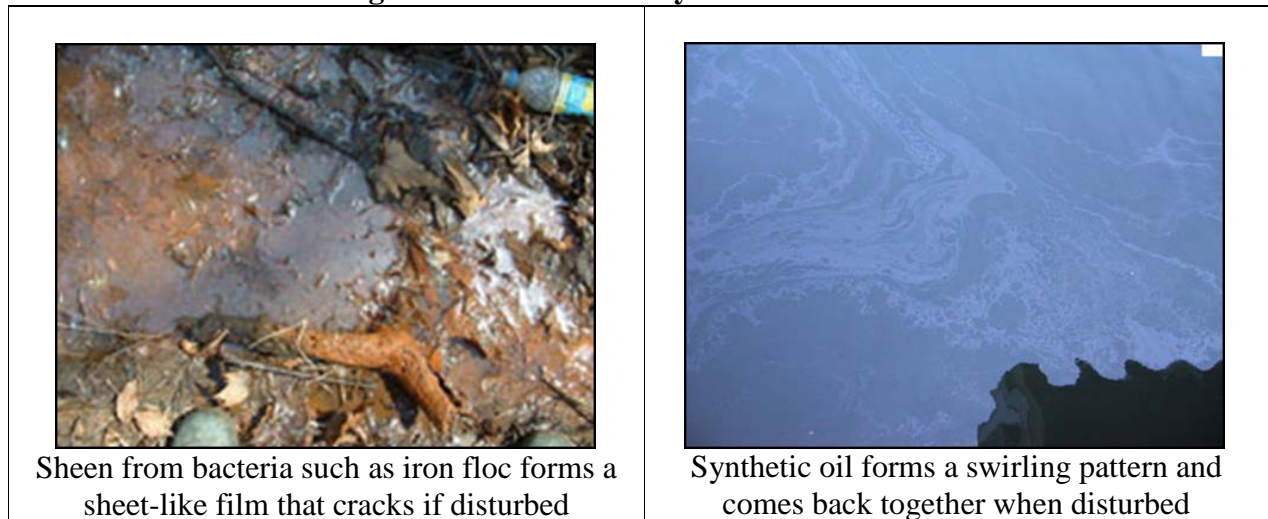 Sheen from bacteria such as iron floc forms a
sheet-like film that cracks if disturbed
Synthetic oil forms a swirling pattern and
comes back together when disturbed